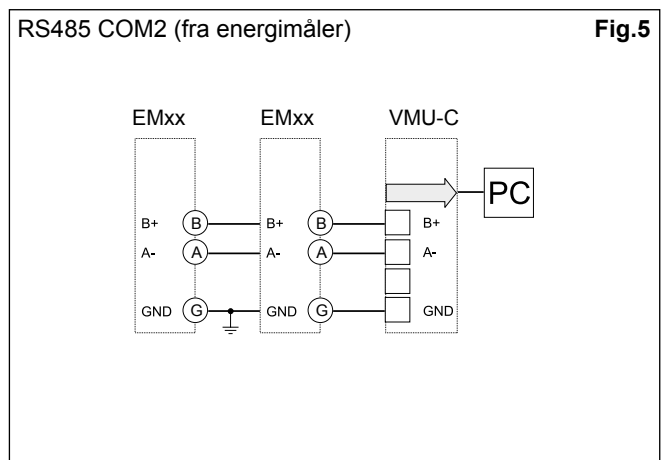 RS485 COM2 (fra energimåler) Fig.5
EMxx EMxx VMU-C
PC
B+ B B+ B B+
A- A A- A A-
GND G GND G GND